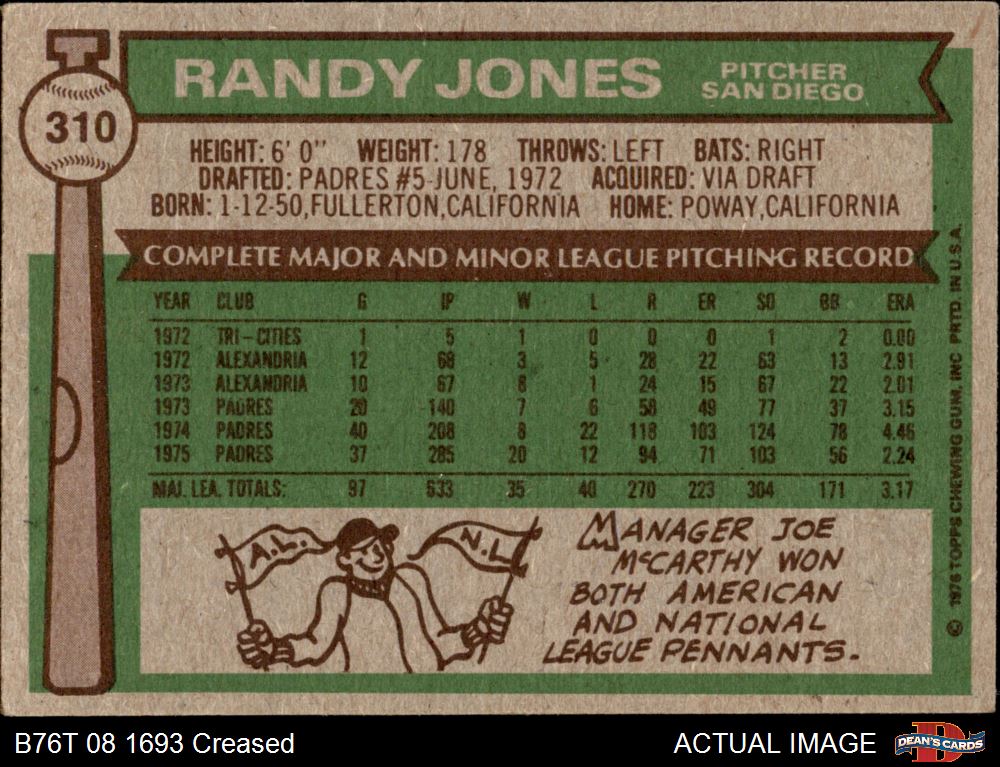 310
RANDY JONES
PITCHER
SAN DIEGO
HEIGHT: 6' 0" WEIGHT: 178 THROWS: LEFT BATS: RIGHT
DRAFTED: PADRES #5-JUNE, 1972 ACQUIRED: VIA DRAFT
BORN: 1-12-50, FULLERTON, CALIFORNIA HOME: POWAY, CALIFORNIA
COMPLETE MAJOR AND MINOR LEAGUE PITCHING RECORD
YEAR CLUB G IP W L R ER SO BB ERA
1972 TRI-CITIES 1 5 1 0 0 0 1 2 0.00
1972 ALEXANDRIA 12 68 3 5 28 22 63 13 2.91
1973 ALEXANDRIA 10 67 8 1 24 15 67 22 2.01
1973 PADRES 20 140 7 6 58 49 77 37 3.15
1974 PADRES 40 208 8 22 118 103 124 78 4.46
1975 PADRES 37 285 20 12 94 71 103 56 2.24
MAJ. LEA. TOTALS: 97 633 35 40 270 223 304 171 3.17
A.L.
N.L
MANAGER JOE
McCARTHY WON
BOTH AMERICAN
AND NATIONAL
LEAGUE PENNANTS.
© 1976 TOPPS CHEWING GUM, INC PRTD. IN U.S.A.
B76T 08 1693 Creased
ACTUAL IMAGE
D
DEAN'S CARDS